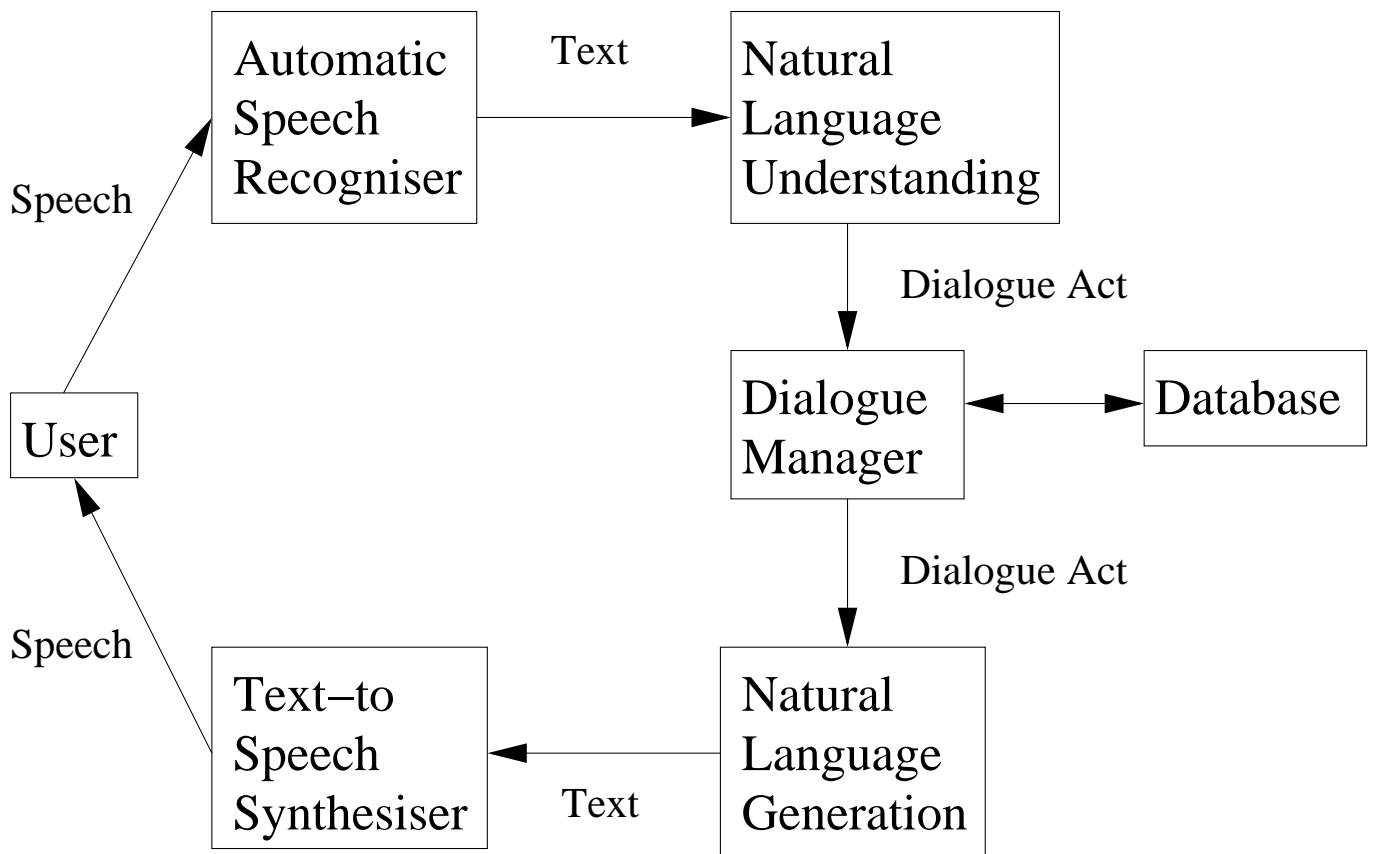 Automatic
Speech
Recogniser
Text
Natural
Language
Understanding
Speech
Dialogue Act
User
Dialogue
Manager
Database
Dialogue Act
Speech
Text−to
Speech
Synthesiser
Text
Natural
Language
Generation